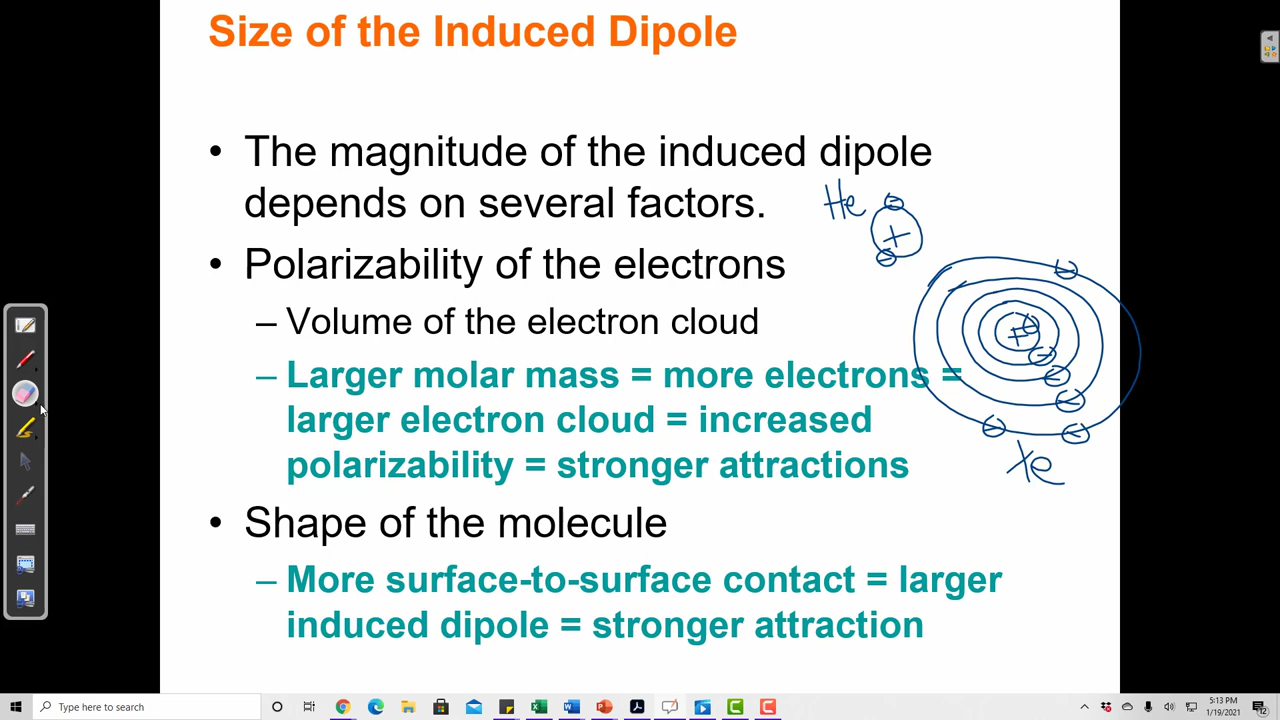 Size of the Induced Dipole
• The magnitude of the induced dipole
depends on several factors.
He
+
• Polarizability of the electrons
– Volume of the electron cloud
+
– Larger molar mass = more electrons =
larger electron cloud = increased
polarizability = stronger attractions
Xe
• Shape of the molecule
– More surface-to-surface contact = larger
induced dipole = stronger attraction
Type here to search
5:13 PM
1/19/2021
12